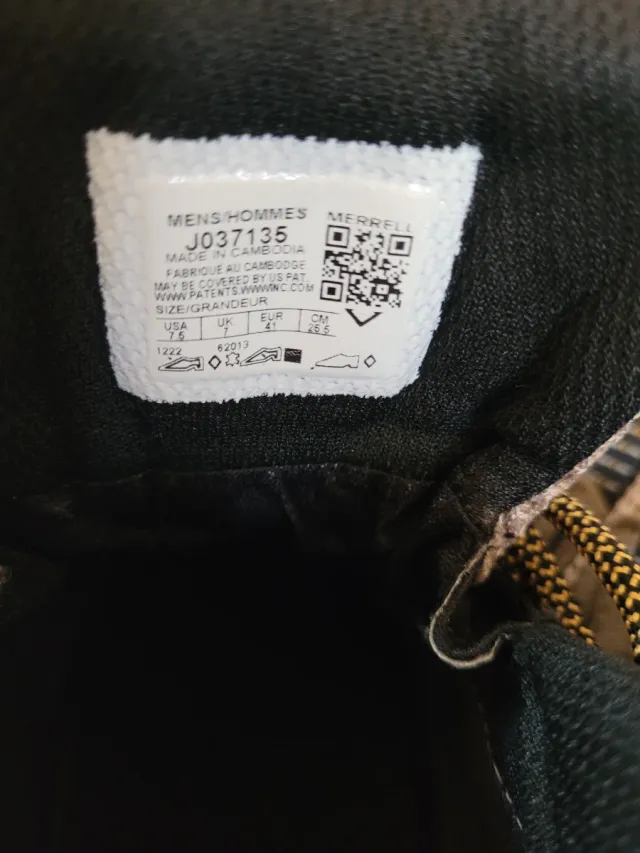 MENS/HOMMES
MERRELL
J037135
MADE IN CAMBODIA
FABRIQUE AU CAMBODGE
MAY BE COVERED BY US PAT.
WWW.PATENTS.WWWINC.COM
SIZE/GRANDEUR
USA UK EUR CM
7.5 7 41 25.5
1222 62013